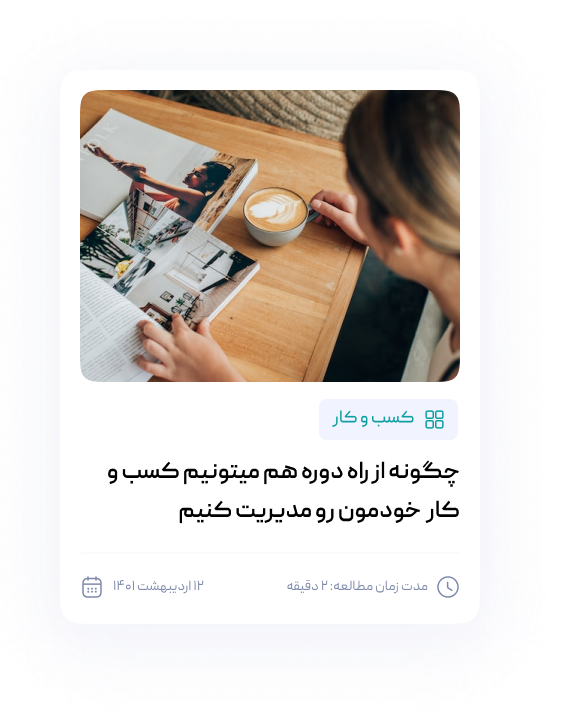 کسب و کار
چگونه از راه دوره هم میتونیم کسب و
کار خودمون رو مدیریت کنیم
مدت زمان مطالعه: ۲ دقیقه
۱۲ اردیبهشت ۱۴۰۱